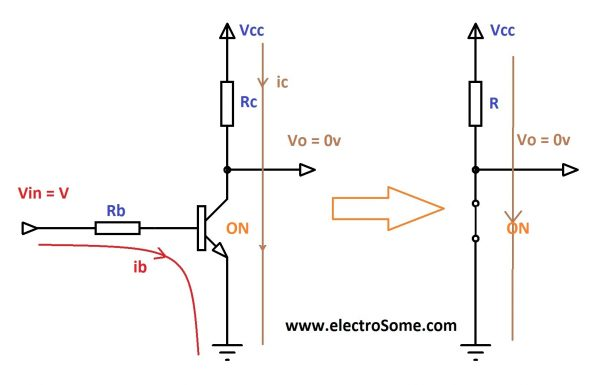 Vcc
Rc
ic
Vo = 0v
Vin = V
Rb
ON
ib
Vcc
R
Vo = 0v
ON
www.electroSome.com